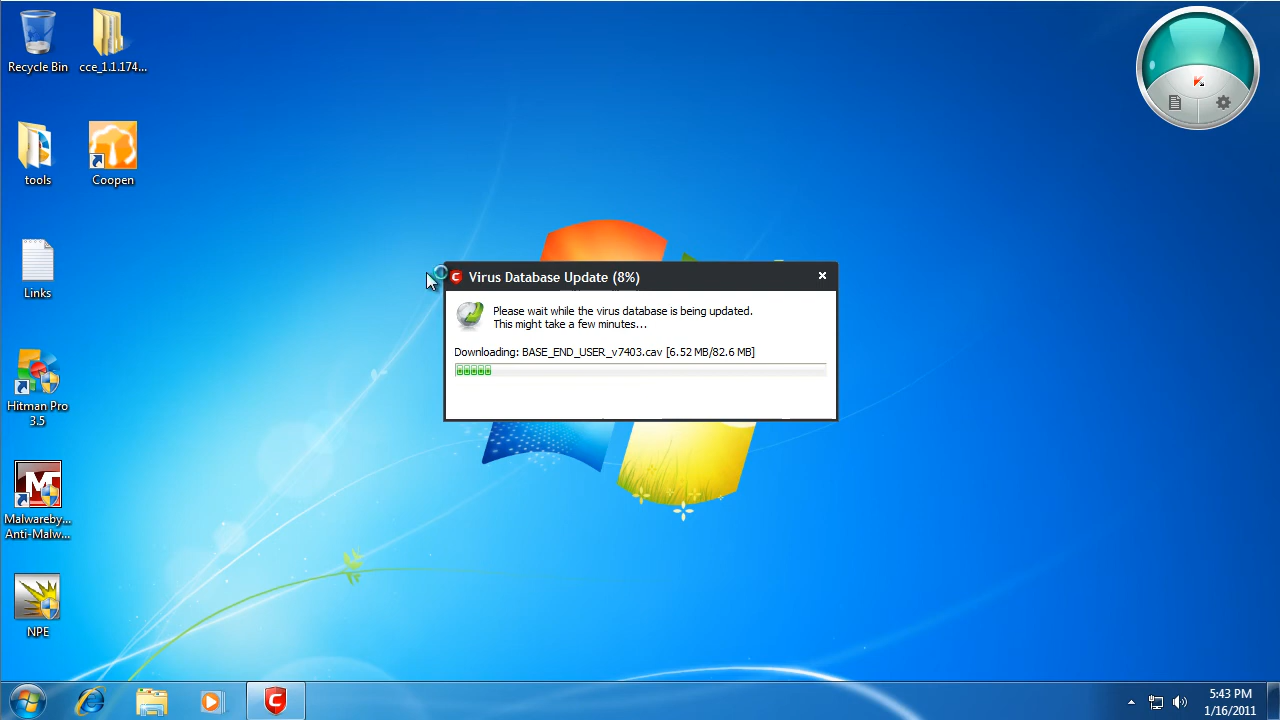 Recycle Bin
cce_1.1.174...
tools
Coopen
Links
Hitman Pro
3.5
Malwareby...
Anti-Malw...
NPE
Virus Database Update (8%)
Please wait while the virus database is being updated.
This might take a few minutes...
Downloading: BASE_END_USER_v7403.cav [6.52 MB/82.6 MB]
5:43 PM
1/16/2011